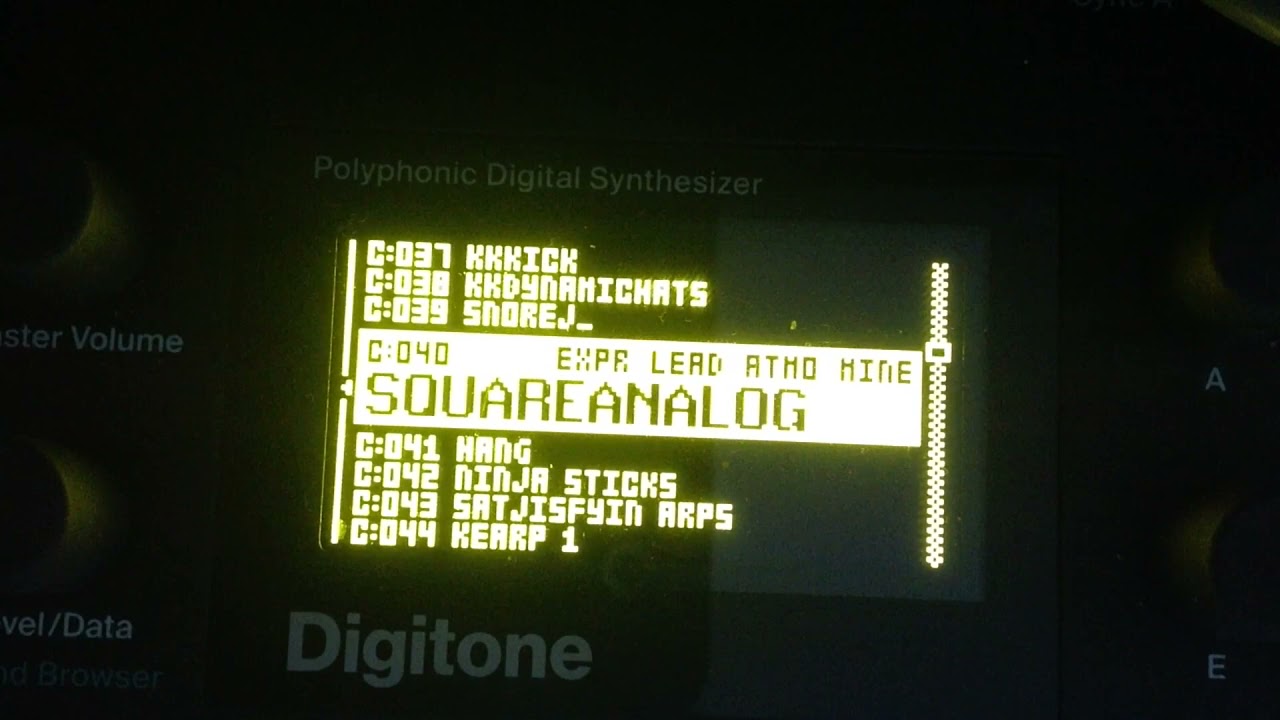 Polyphonic Digital Synthesizer
C:037 KKKICK
C:038 KKDYNAMICHATS
C:039 SNOREJ_
C:040 EXPR LEAD ATMO MINE
SQUAREANALOG
C:041 HANG
C:042 NINJA STICKS
C:043 SATJISFYIN ARPS
C:044 KEARP 1
Digitone
ster Volume
vel/Data
nd Browser
A
E